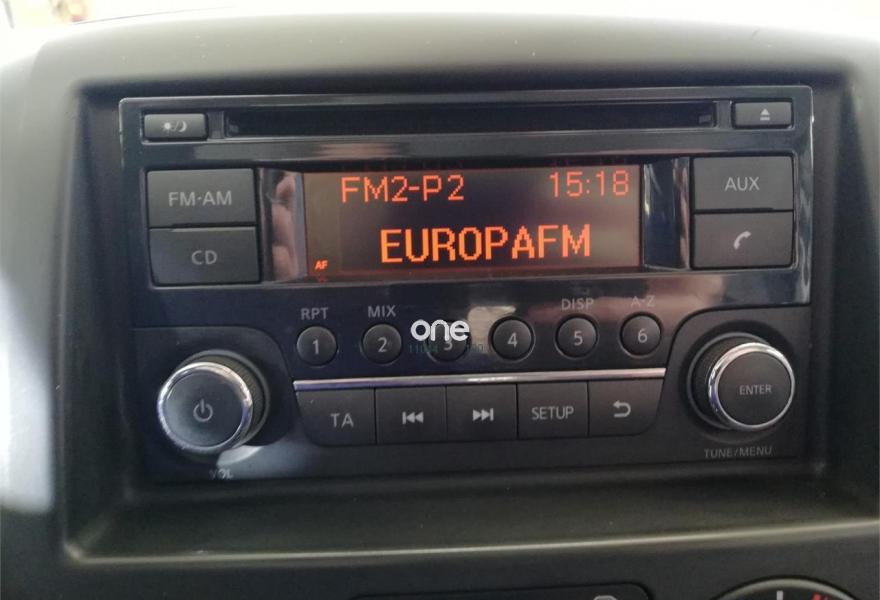 FM·AM
CD
FM2-P2 15:18
EUROPAFM
AF
AUX
RPT MIX DISP A-Z
1 2 3 4 5 6
one
TA SETUP
ENTER
VOL
TUNE/MENU